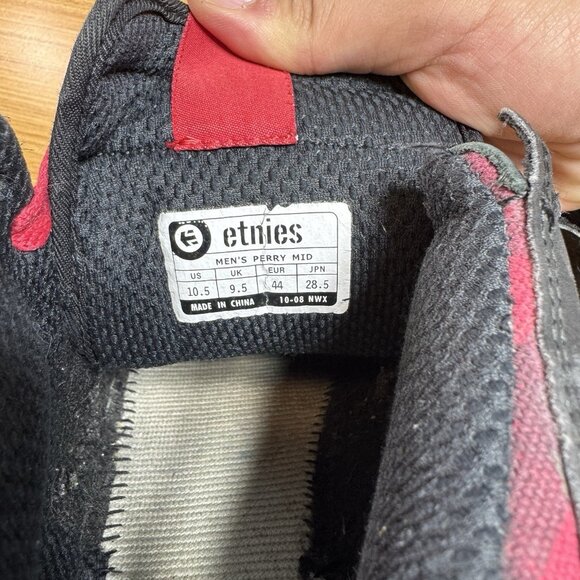 etnies
MEN'S PERRY MID
US UK EUR JPN
10.5 9.5 44 28.5
MADE IN CHINA 10-08 NWX